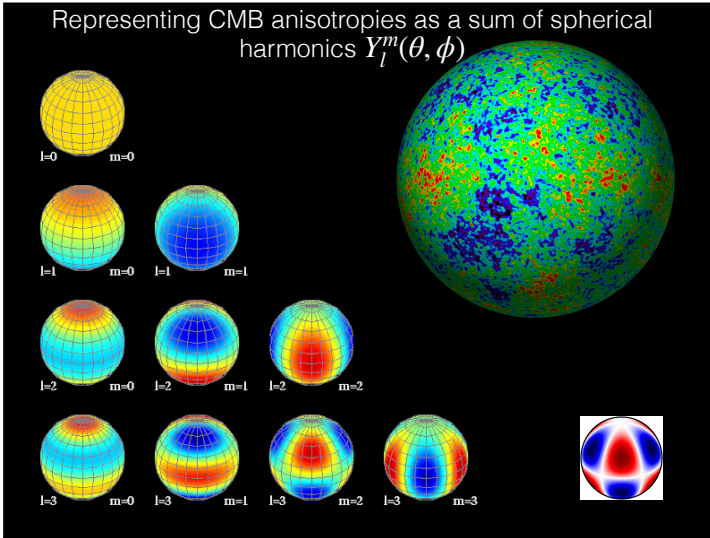 Representing CMB anisotropies as a sum of spherical
harmonics Y_l^m(θ, ϕ)
l=0 m=0
l=1 m=0 l=1 m=1
l=2 m=0 l=2 m=1 l=2 m=2
l=3 m=0 l=3 m=1 l=3 m=2 l=3 m=3